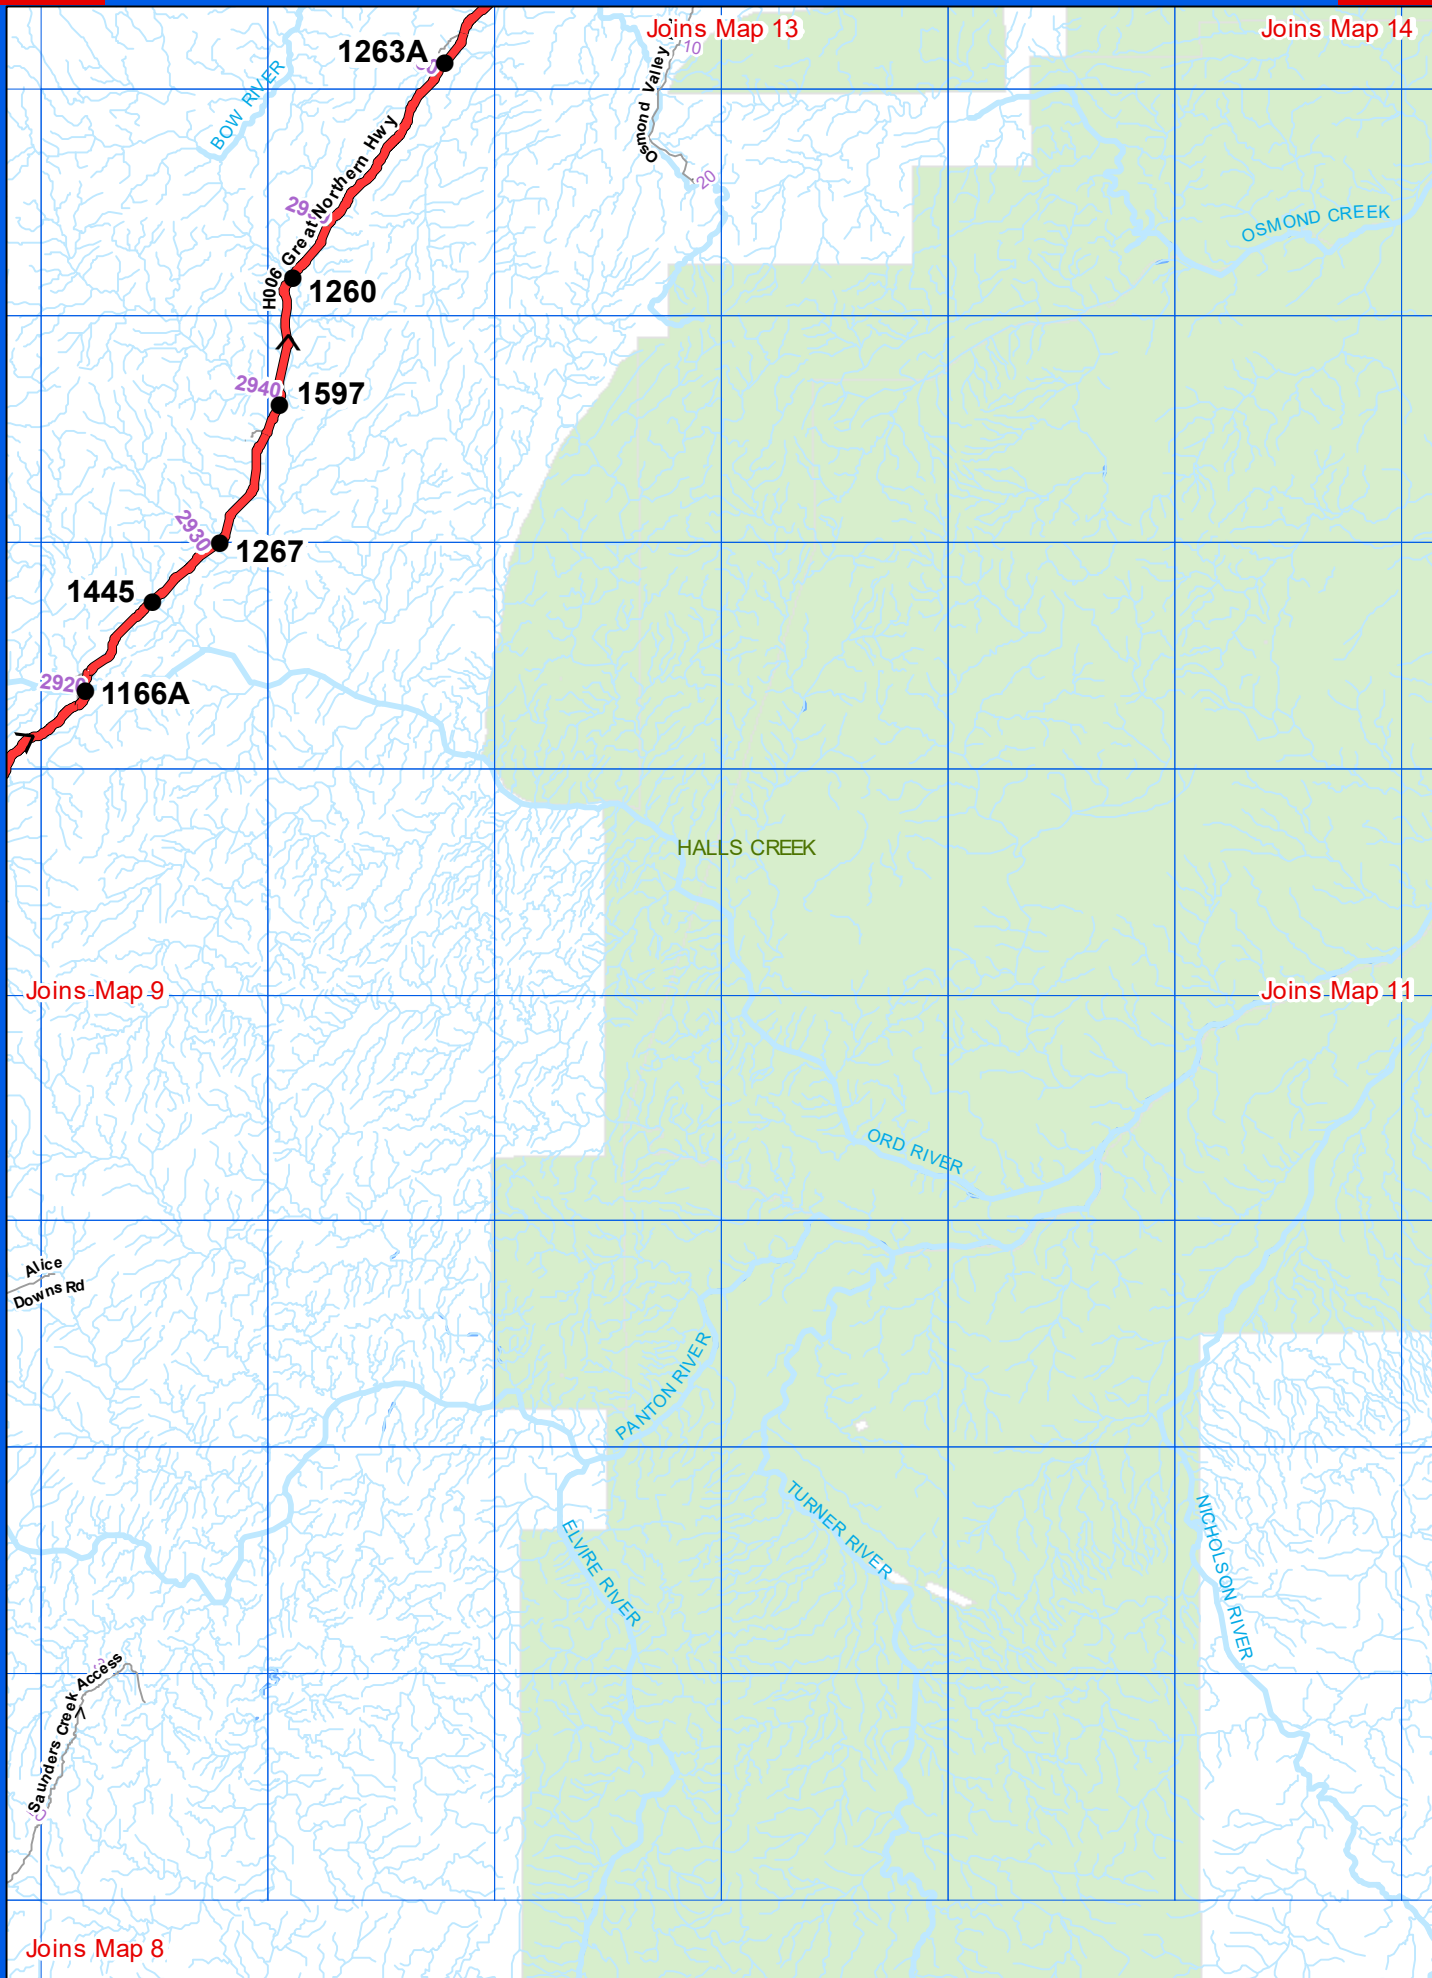 Joins Map 13
Joins Map 14
1263A
BOW RIVER
Osmond Valley
10
20
H006 Great Northern Hwy
OSMOND CREEK
1260
2940
1597
2930
1267
1445
2920
1166A
HALLS CREEK
Joins Map 9
Joins Map 11
ORD RIVER
Alice
Downs Rd
PANTON RIVER
TURNER RIVER
NICHOLSON RIVER
ELVIRE RIVER
Saunders Creek Access
Joins Map 8